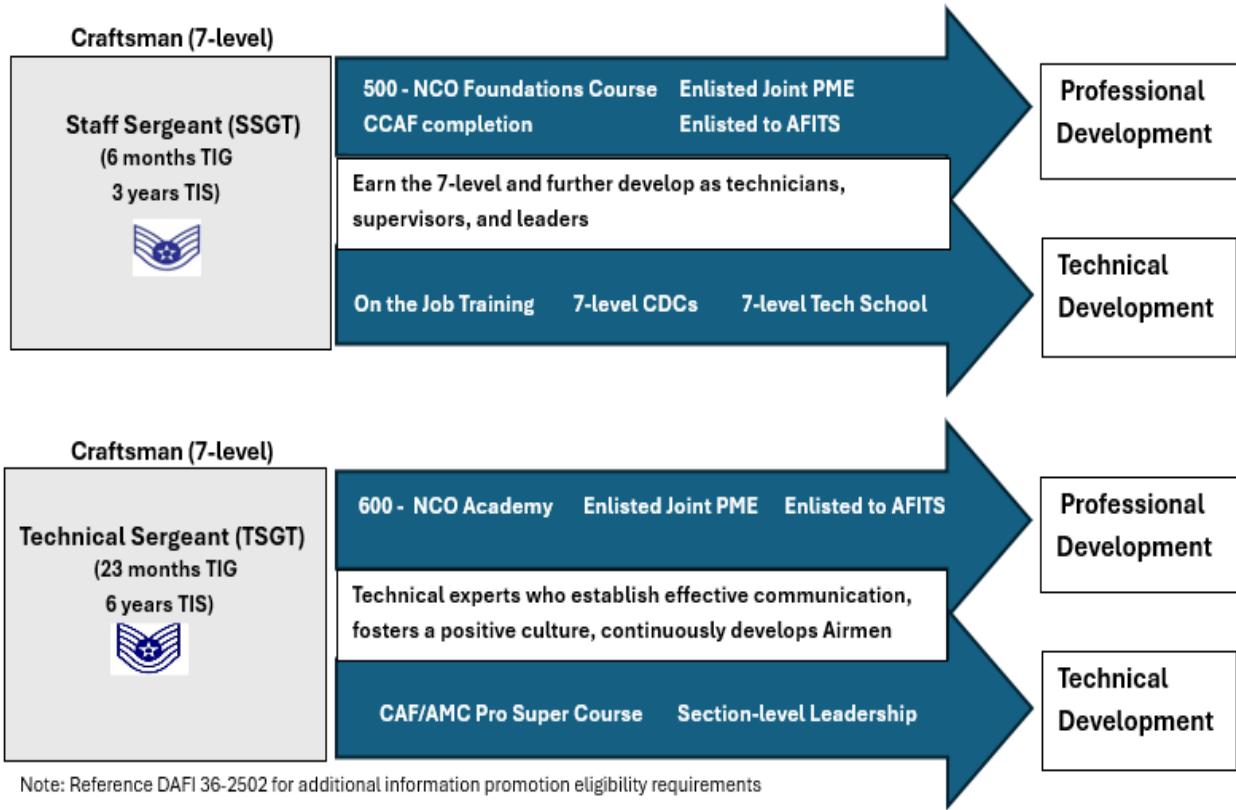 Craftsman (7-level)
Staff Sergeant (SSGT)
(6 months TIG
3 years TIS)
500 - NCO Foundations Course Enlisted Joint PME
CCAF completion Enlisted to AFITS
Earn the 7-level and further develop as technicians,
supervisors, and leaders
On the Job Training 7-level CDCs 7-level Tech School
Professional
Development
Technical
Development
Craftsman (7-level)
Technical Sergeant (TSGT)
(23 months TIG
6 years TIS)
600 - NCO Academy Enlisted Joint PME Enlisted to AFITS
Technical experts who establish effective communication,
fosters a positive culture, continuously develops Airmen
CAF/AMC Pro Super Course Section-level Leadership
Professional
Development
Technical
Development
Note: Reference DAFI 36-2502 for additional information promotion eligibility requirements